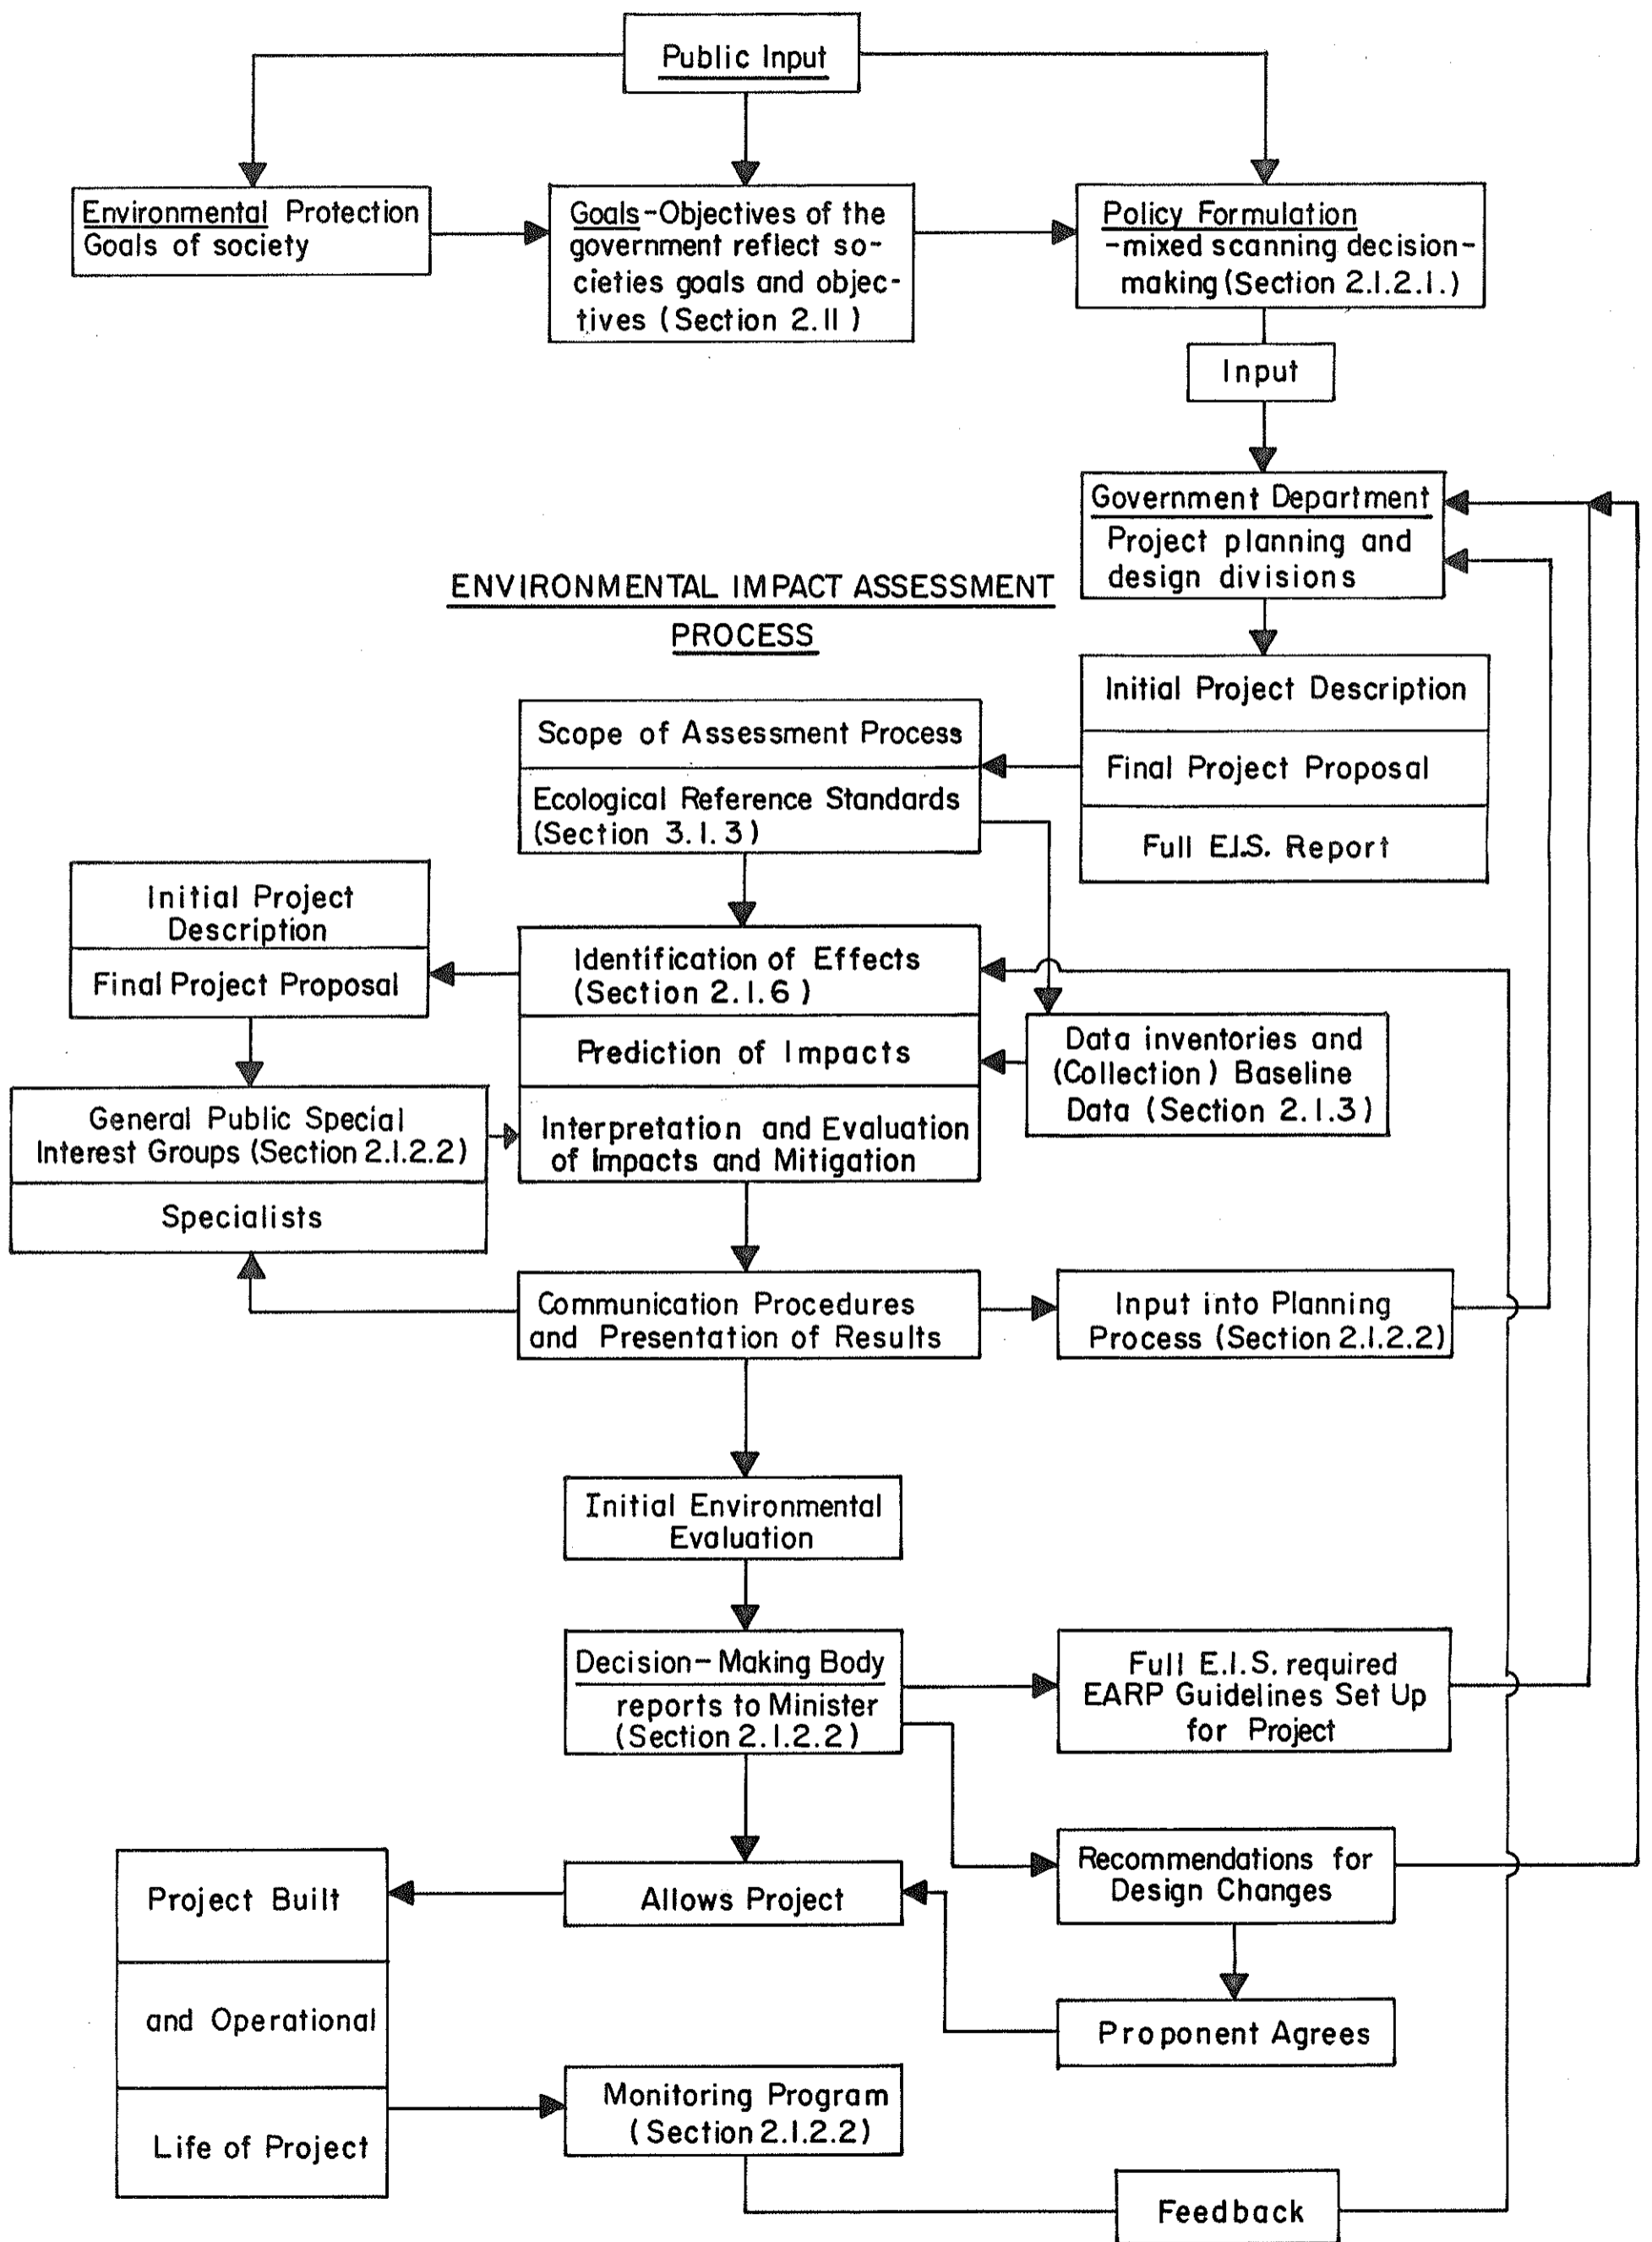 Public Input
Environmental Protection
Goals of society
Goals-Objectives of the
government reflect so-
cieties goals and objec-
tives (Section 2.11)
Policy Formulation
-mixed scanning decision-
making (Section 2.1.2.1.)
Input
Government Department
Project planning and
design divisions
ENVIRONMENTAL IMPACT ASSESSMENT
PROCESS
Initial Project Description
Final Project Proposal
Full E.I.S. Report
Scope of Assessment Process
Ecological Reference Standards
(Section 3.1.3)
Initial Project
Description
Final Project Proposal
Identification of Effects
(Section 2.1.6)
Prediction of Impacts
Interpretation and Evaluation
of Impacts and Mitigation
Data inventories and
(Collection) Baseline
Data (Section 2.1.3)
General Public Special
Interest Groups (Section 2.1.2.2)
Specialists
Communication Procedures
and Presentation of Results
Input into Planning
Process (Section 2.1.2.2)
Initial Environmental
Evaluation
Decision-Making Body
reports to Minister
(Section 2.1.2.2)
Full E.I.S. required
EARP Guidelines Set Up
for Project
Recommendations for
Design Changes
Allows Project
Project Built
and Operational
Life of Project
Proponent Agrees
Monitoring Program
(Section 2.1.2.2)
Feedback